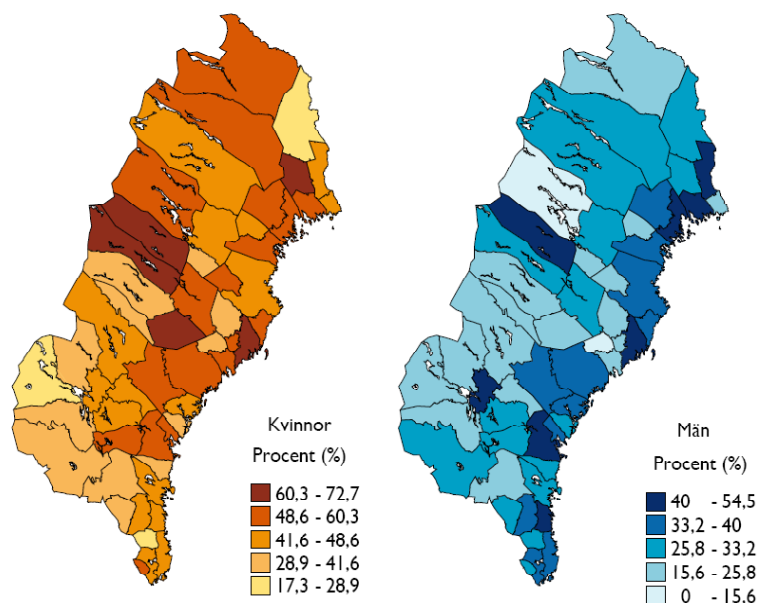 Kvinnor
Procent (%)
60,3 - 72,7
48,6 - 60,3
41,6 - 48,6
28,9 - 41,6
17,3 - 28,9
Män
Procent (%)
40 - 54,5
33,2 - 40
25,8 - 33,2
15,6 - 25,8
0 - 15,6